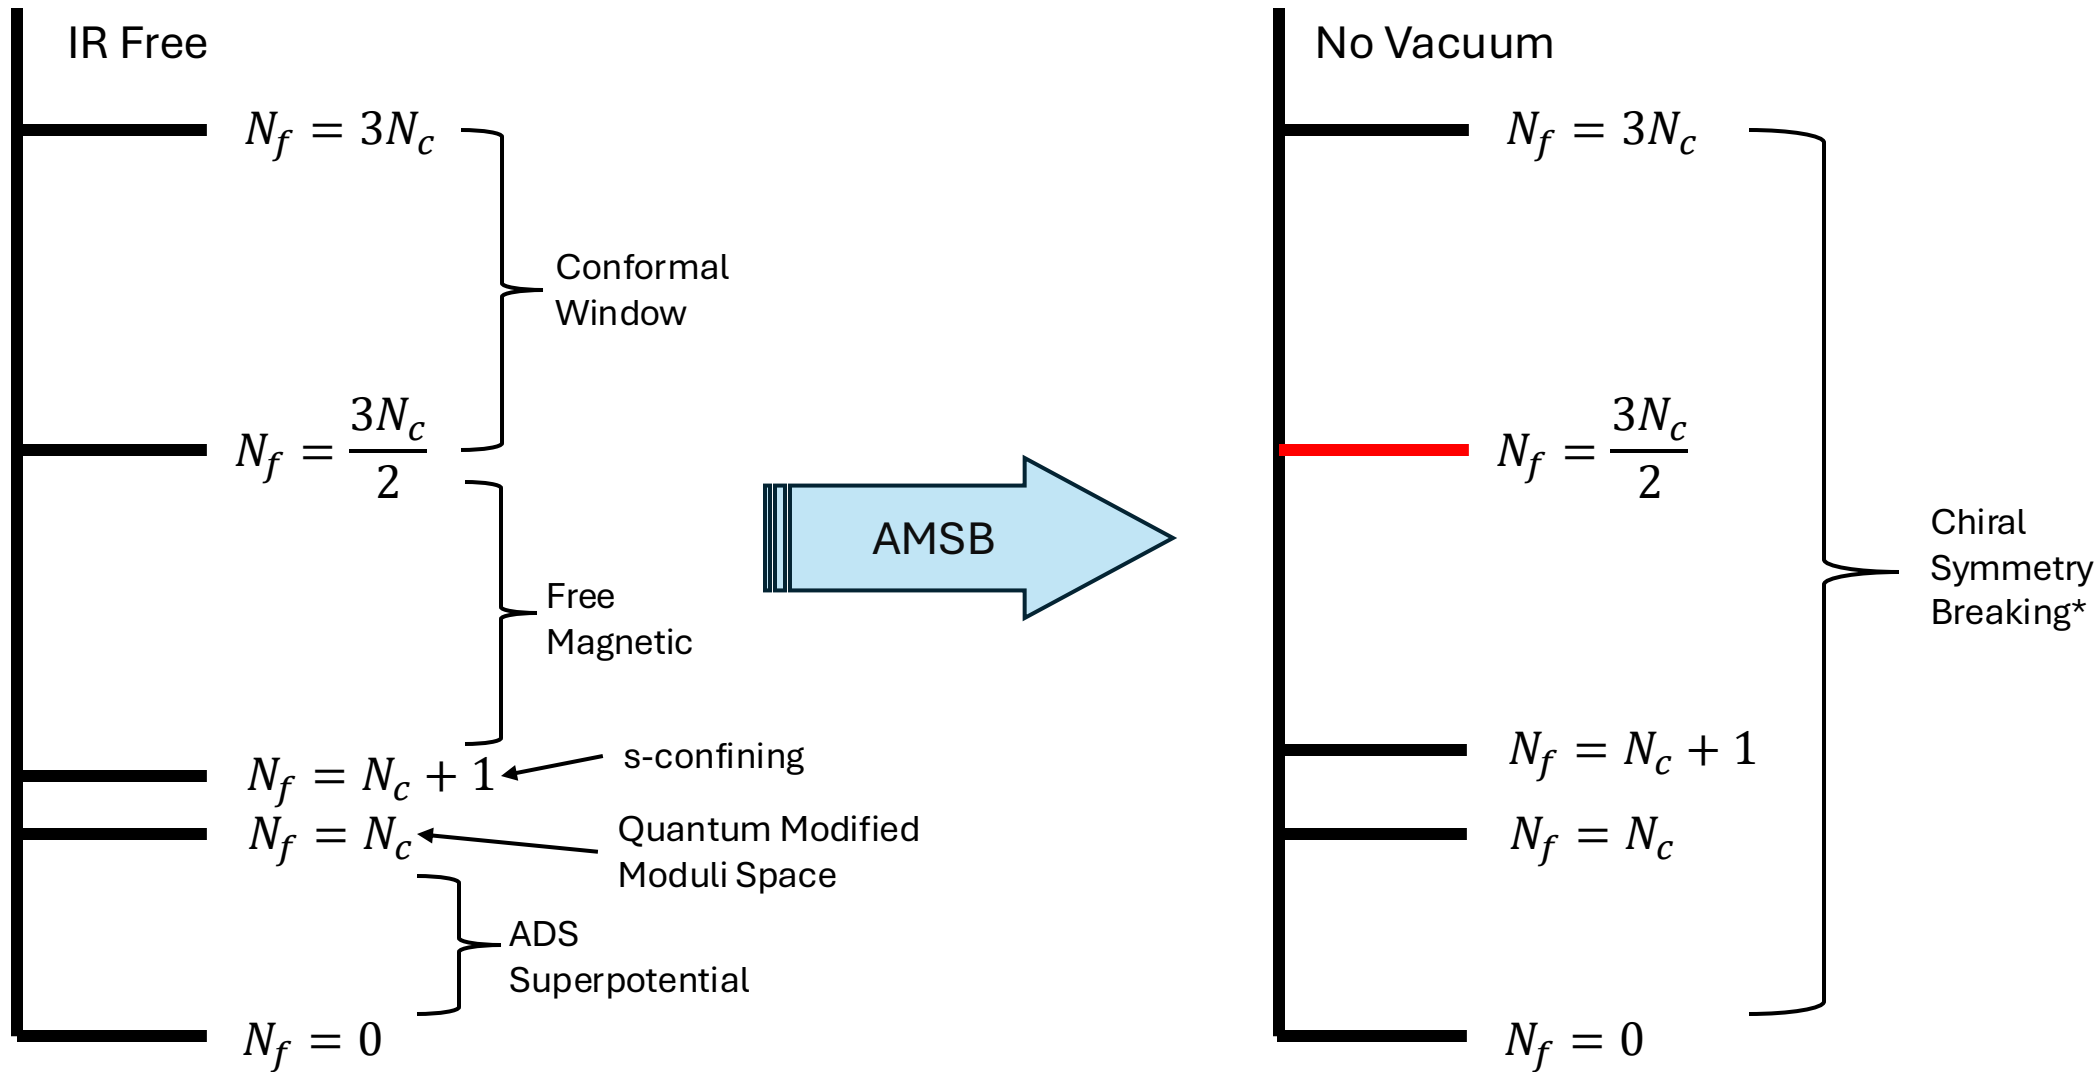 IR Free
N_f = 3N_c
Conformal
Window
N_f = 3N_c/2
Free
Magnetic
N_f = N_c + 1
s-confining
N_f = N_c
Quantum Modified
Moduli Space
ADS
Superpotential
N_f = 0
AMSB
No Vacuum
N_f = 3N_c
N_f = 3N_c/2
Chiral
Symmetry
Breaking*
N_f = N_c + 1
N_f = N_c
N_f = 0